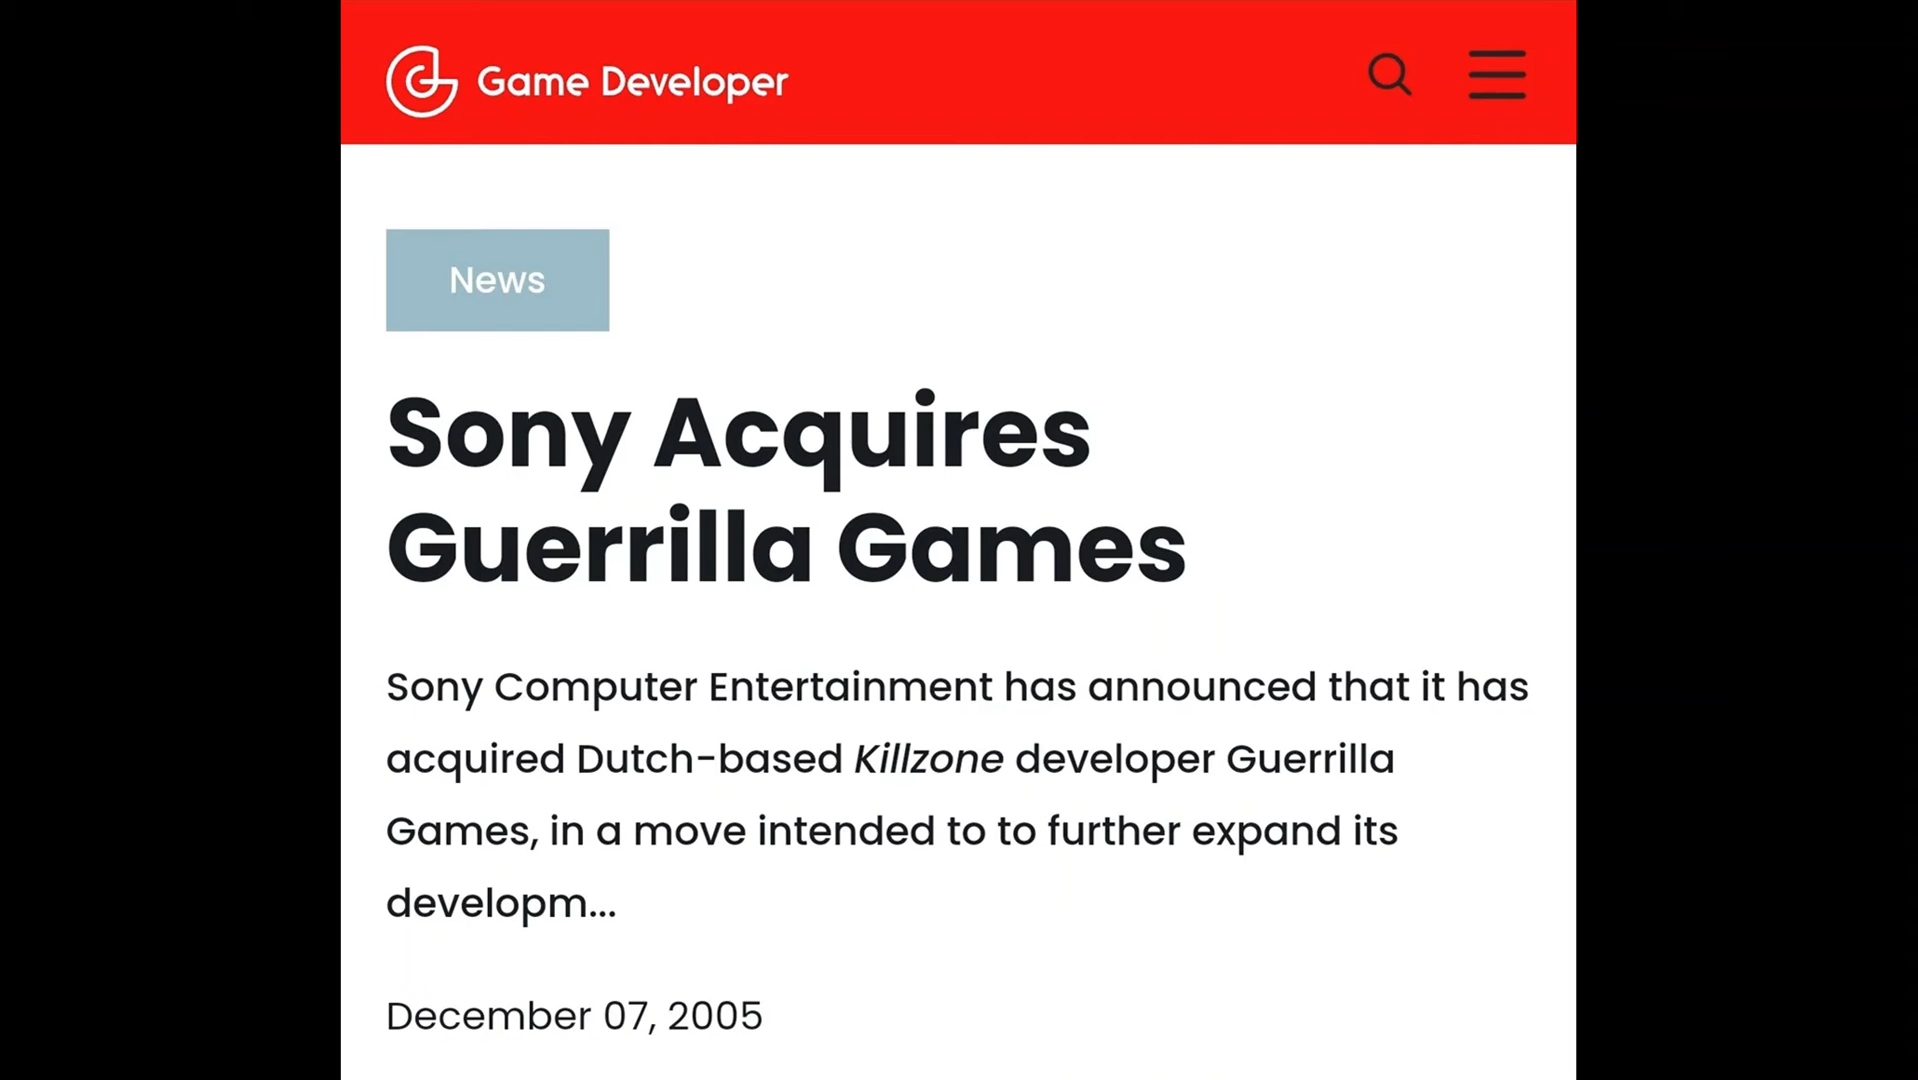 Game Developer
News
Sony Acquires
Guerrilla Games
Sony Computer Entertainment has announced that it has
acquired Dutch-based Killzone developer Guerrilla
Games, in a move intended to to further expand its
developm...
December 07, 2005